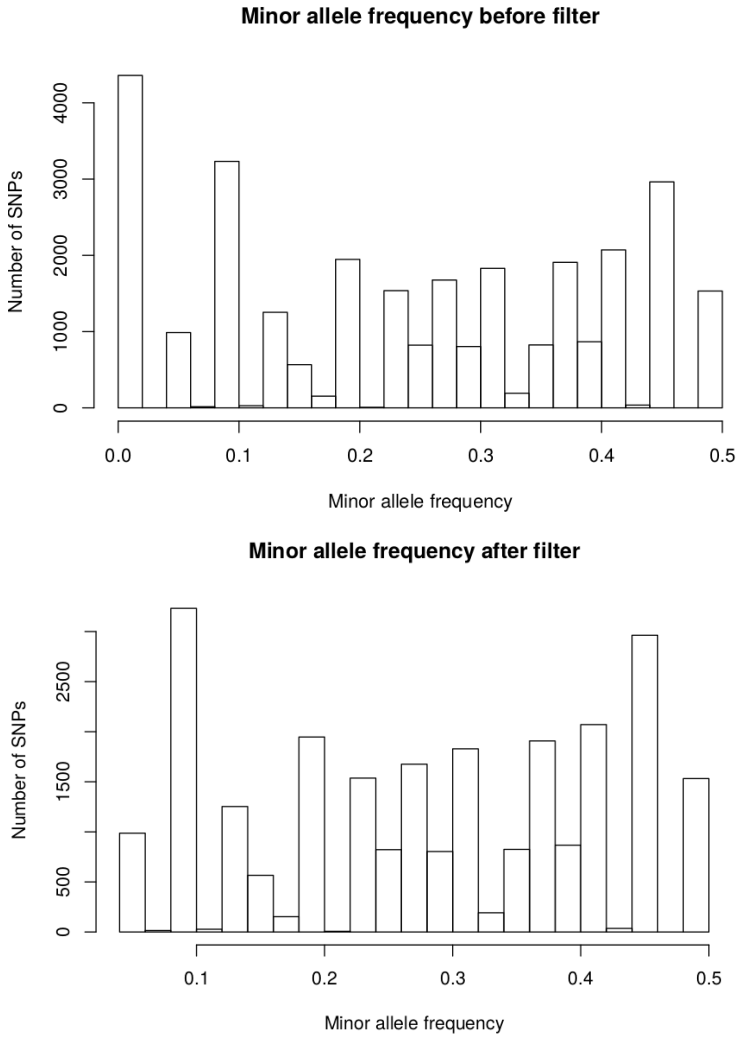 Minor allele frequency before filter
Number of SNPs
4000
3000
2000
1000
0
0.0 0.1 0.2 0.3 0.4 0.5
Minor allele frequency
Minor allele frequency after filter
Number of SNPs
2500
1500
500
0
0.1 0.2 0.3 0.4 0.5
Minor allele frequency